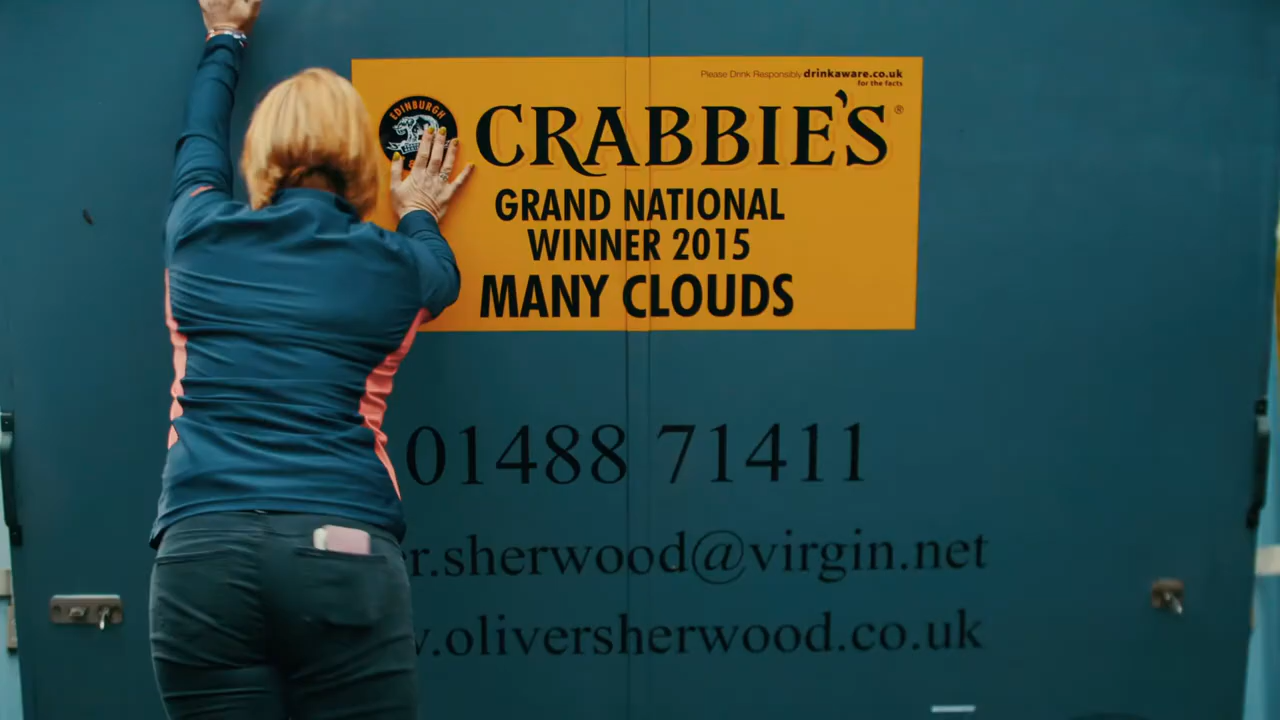 Please Drink Responsibly drinkaware.co.uk
for the facts
EDINBURGH
CRABBIE'S®
GRAND NATIONAL
WINNER 2015
MANY CLOUDS
01488 71411
r.sherwood@virgin.net
.oliversherwood.co.uk